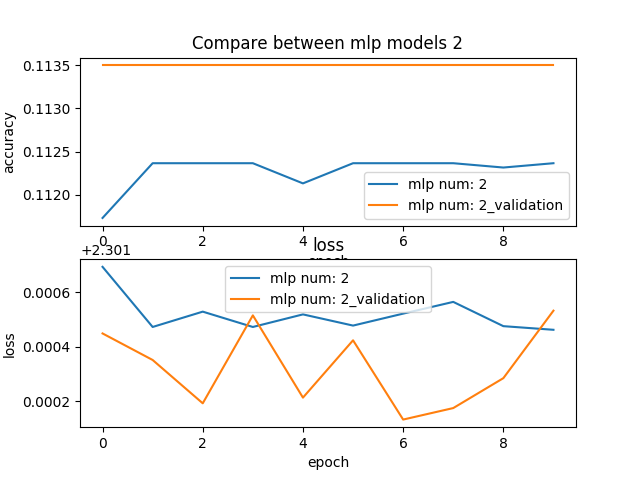 Compare between mlp models 2
accuracy
0.1135
0.1130
0.1125
0.1120
mlp num: 2
mlp num: 2_validation
0 2 4 6 8
epoch
loss
+2.301
loss
0.0006
0.0004
0.0002
mlp num: 2
mlp num: 2_validation
0 2 4 6 8
epoch